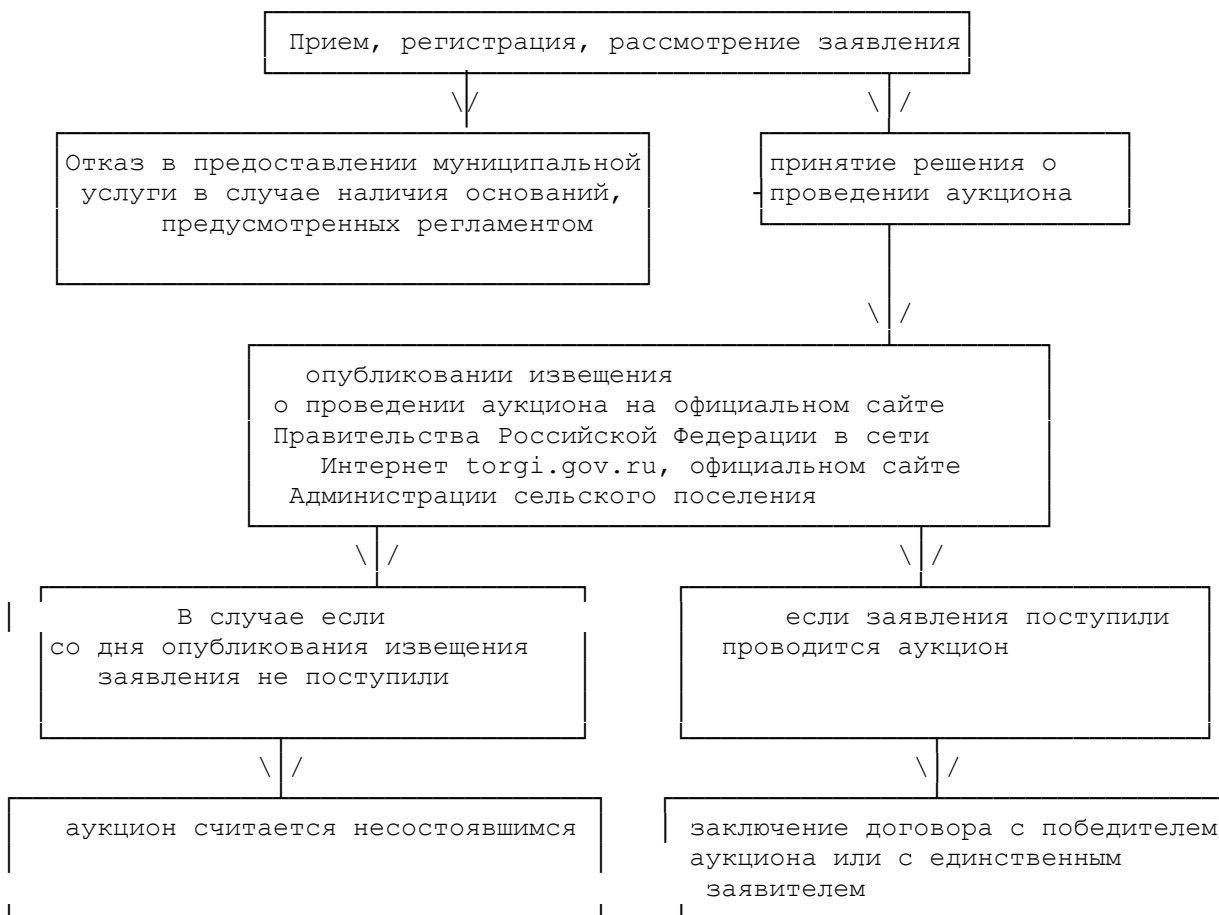 Прием, регистрация, рассмотрение заявления
Отказ в предоставлении муниципальной
услуги в случае наличия оснований,
предусмотренных регламентом
принятие решения о
проведении аукциона
опубликовании извещения
о проведении аукциона на официальном сайте
Правительства Российской Федерации в сети
Интернет torgi.gov.ru, официальном сайте
Администрации сельского поселения
В случае если
со дня опубликования извещения
заявления не поступили
если заявления поступили
проводится аукцион
аукцион считается несостоявшимся
заключение договора с победителем
аукциона или с единственным
заявителем